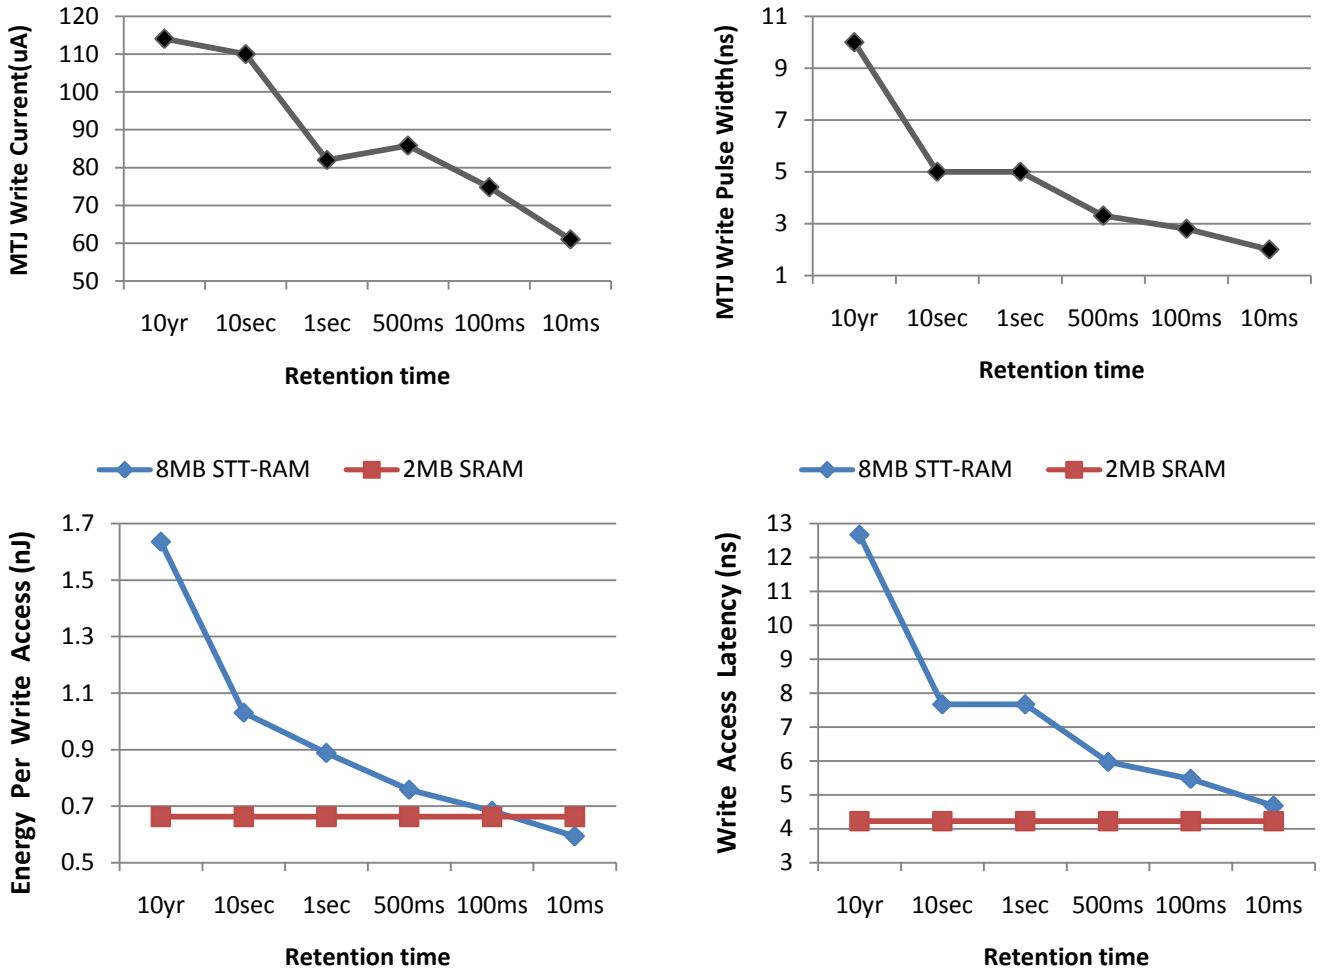 MTJ Write Current(uA)
120
110
100
90
80
70
60
50
10yr 10sec 1sec 500ms 100ms 10ms
Retention time
MTJ Write Pulse Width(ns)
11
9
7
5
3
1
10yr 10sec 1sec 500ms 100ms 10ms
Retention time
8MB STT-RAM 2MB SRAM
Energy Per Write Access (nJ)
1.7
1.5
1.3
1.1
0.9
0.7
0.5
10yr 10sec 1sec 500ms 100ms 10ms
Retention time
8MB STT-RAM 2MB SRAM
Write Access Latency (ns)
13
12
11
10
9
8
7
6
5
4
3
10yr 10sec 1sec 500ms 100ms 10ms
Retention time